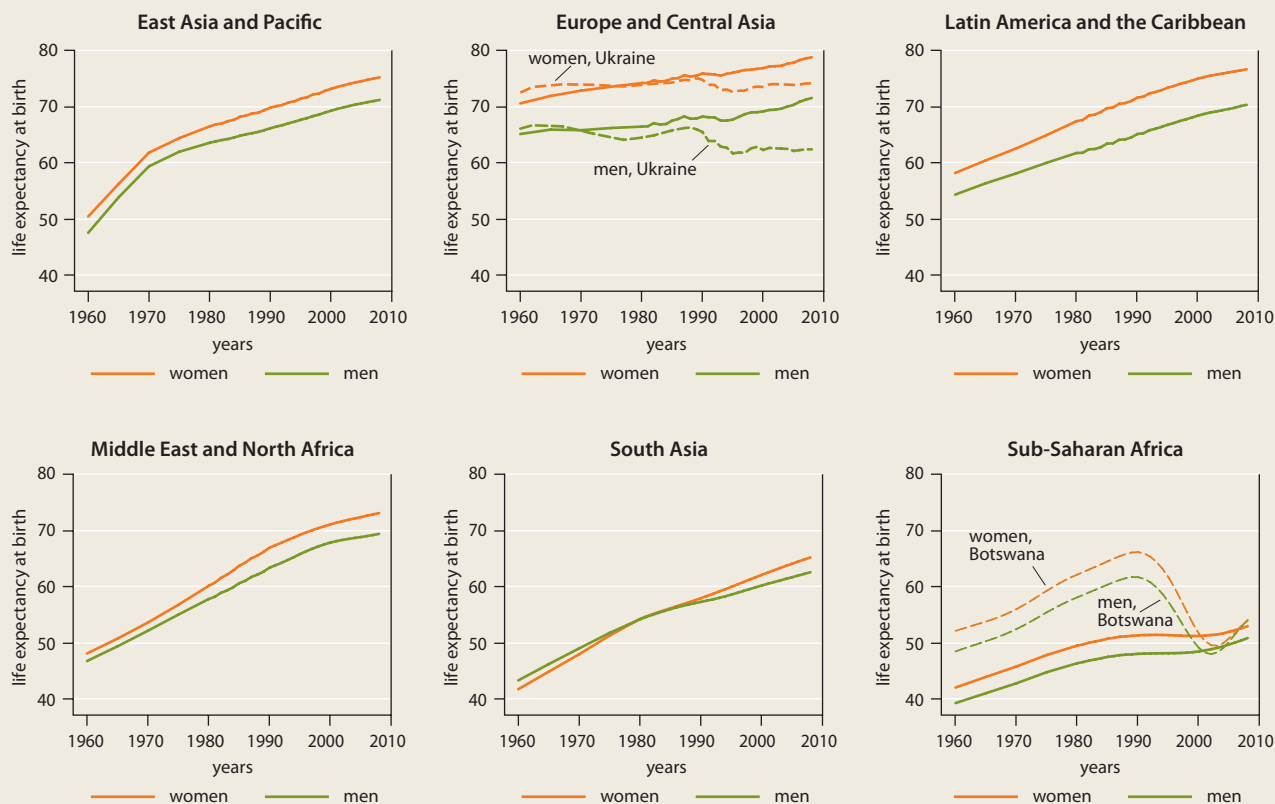 East Asia and Pacific
life expectancy at birth
80
70
60
50
40
1960 1970 1980 1990 2000 2010
years
women men
Europe and Central Asia
life expectancy at birth
80
70
60
50
40
women, Ukraine
men, Ukraine
1960 1970 1980 1990 2000 2010
years
women men
Latin America and the Caribbean
life expectancy at birth
80
70
60
50
40
1960 1970 1980 1990 2000 2010
years
women men
Middle East and North Africa
life expectancy at birth
80
70
60
50
40
1960 1970 1980 1990 2000 2010
years
women men
South Asia
life expectancy at birth
80
70
60
50
40
1960 1970 1980 1990 2000 2010
years
women men
Sub-Saharan Africa
life expectancy at birth
80
70
60
50
40
women,
Botswana
men,
Botswana
1960 1970 1980 1990 2000 2010
years
women men